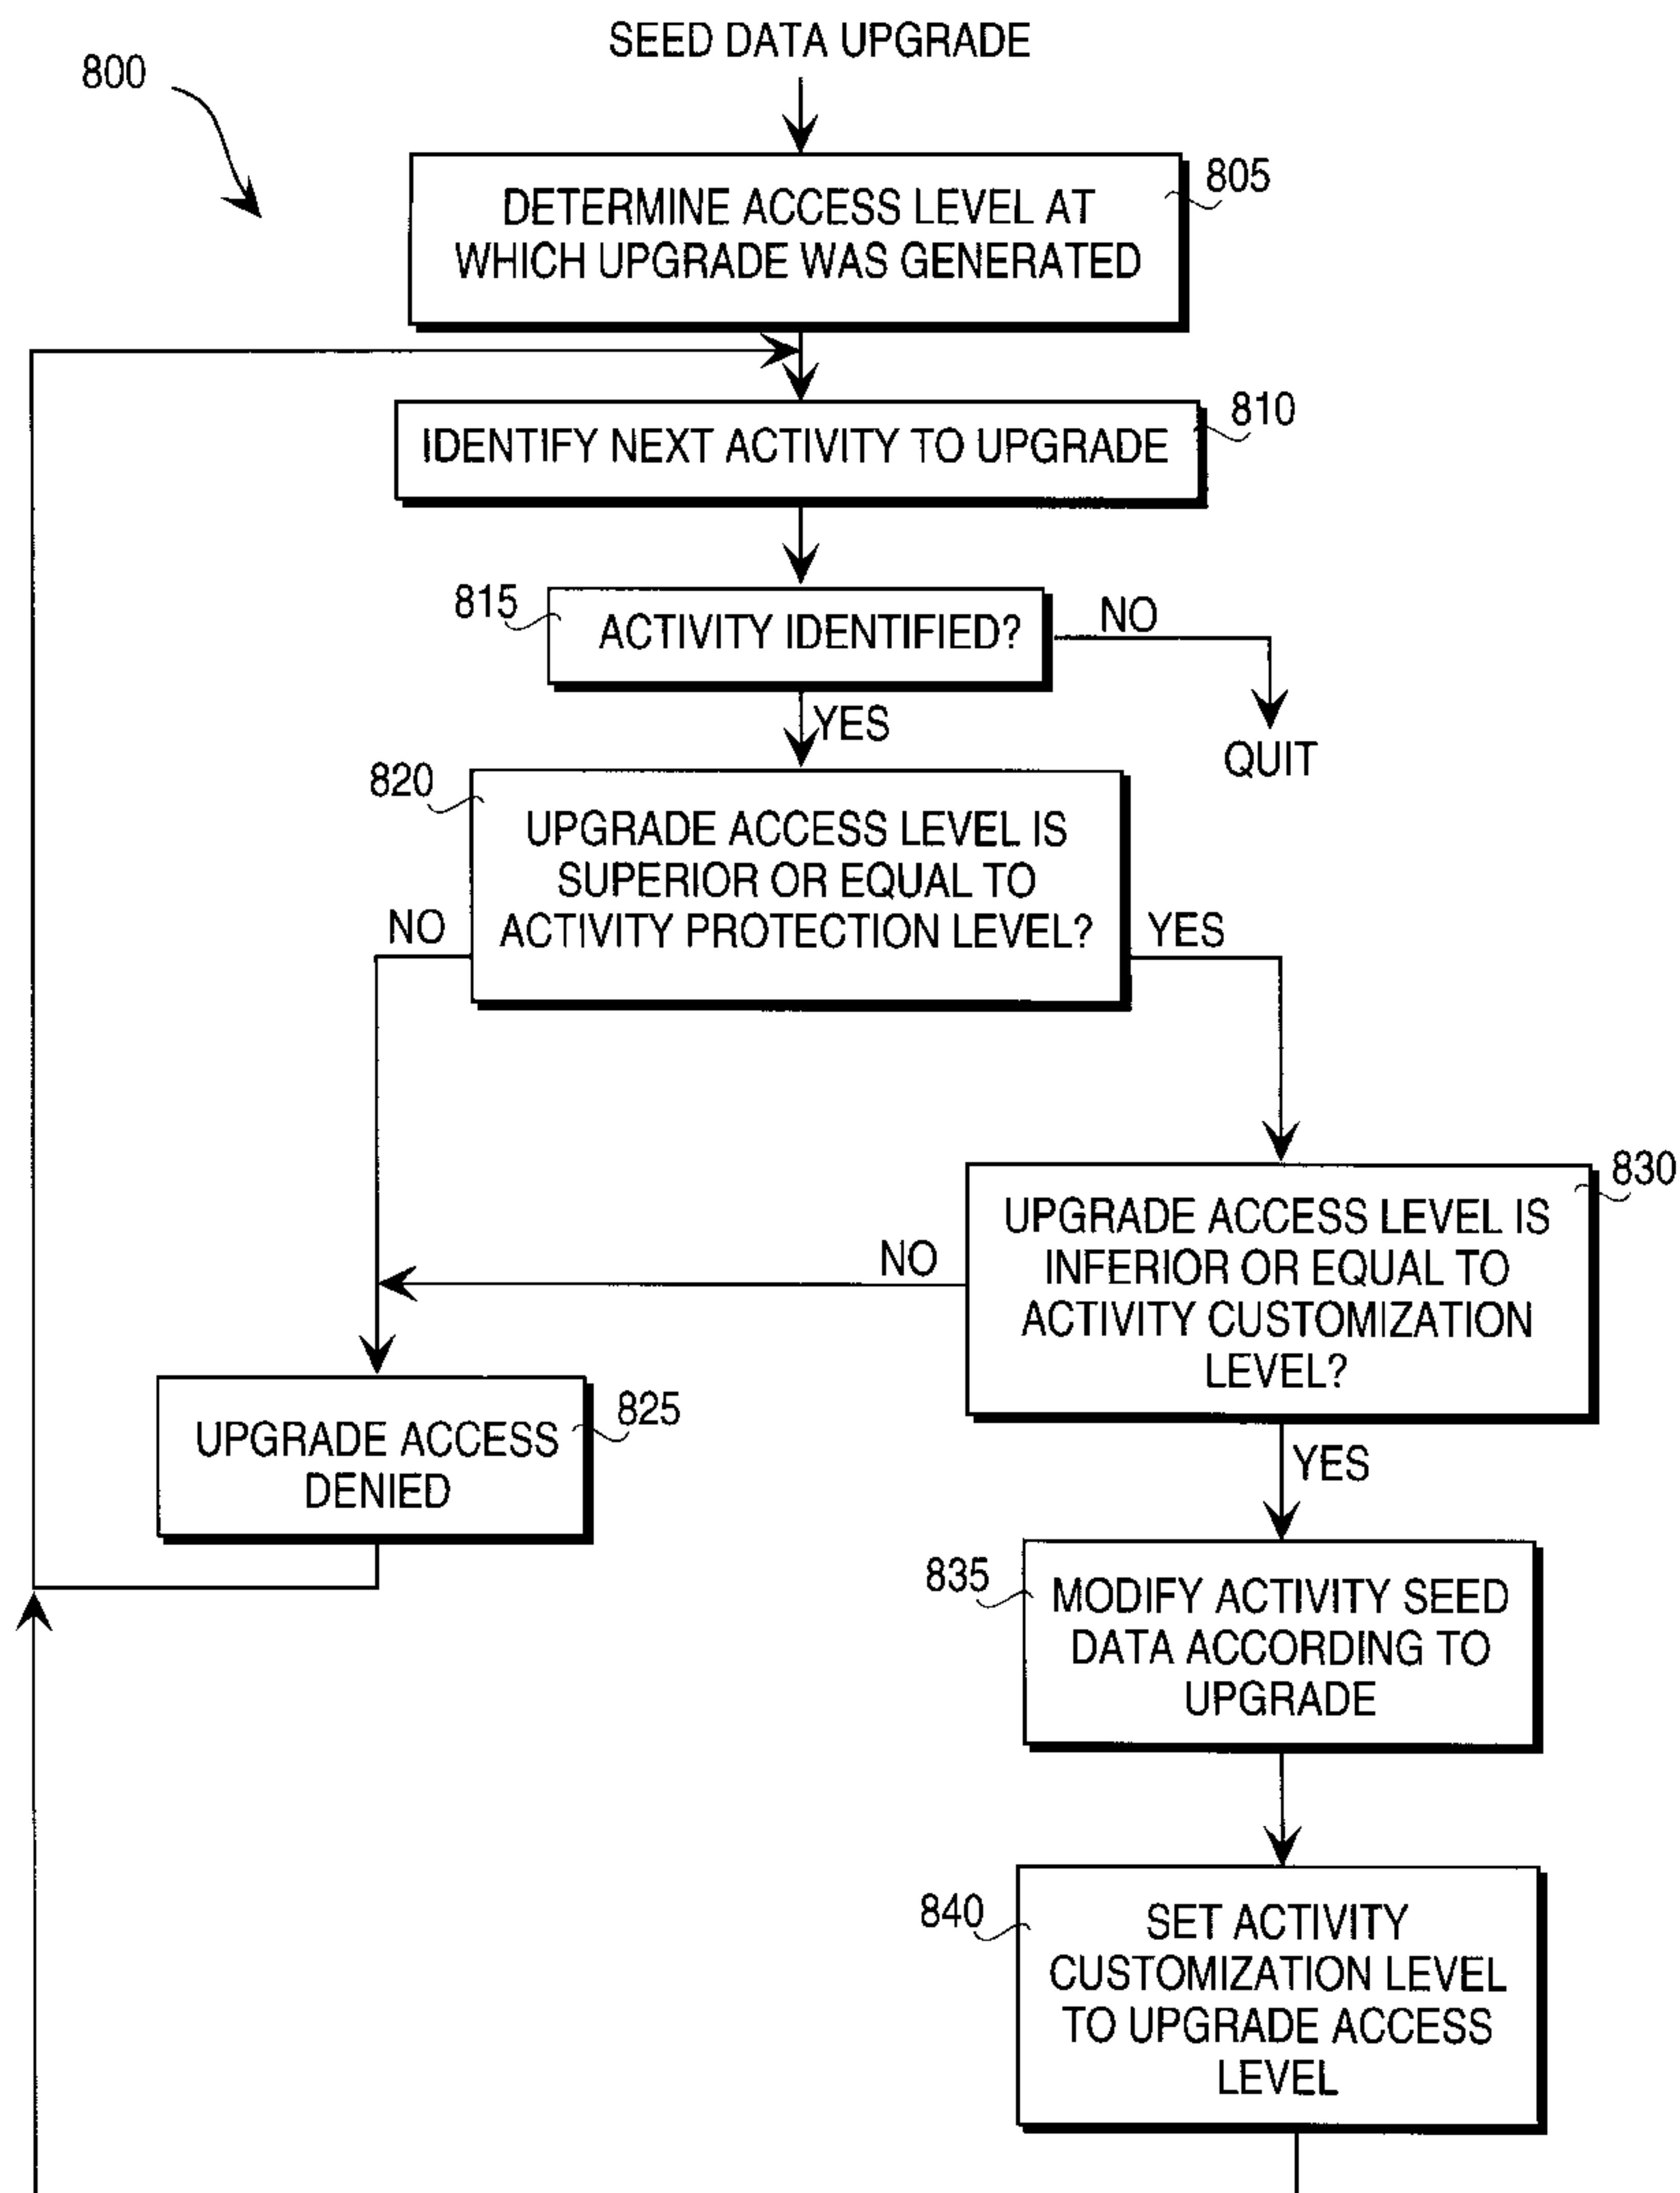 SEED DATA UPGRADE
800
805
DETERMINE ACCESS LEVEL AT
WHICH UPGRADE WAS GENERATED
810
IDENTIFY NEXT ACTIVITY TO UPGRADE
815
ACTIVITY IDENTIFIED?
NO
YES
QUIT
820
UPGRADE ACCESS LEVEL IS
SUPERIOR OR EQUAL TO
ACTIVITY PROTECTION LEVEL?
NO
YES
830
UPGRADE ACCESS LEVEL IS
INFERIOR OR EQUAL TO
ACTIVITY CUSTOMIZATION
LEVEL?
NO
825
UPGRADE ACCESS
DENIED
YES
835
MODIFY ACTIVITY SEED
DATA ACCORDING TO
UPGRADE
840
SET ACTIVITY
CUSTOMIZATION LEVEL
TO UPGRADE ACCESS
LEVEL